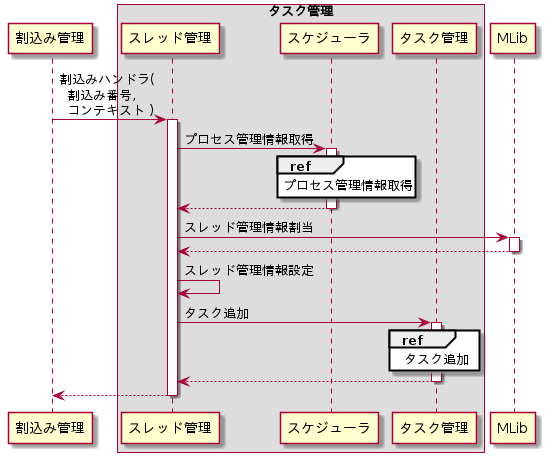 タスク管理
割込み管理
スレッド管理
スケジューラ
タスク管理
MLib
割込みハンドラ(
割込み番号,
コンテキスト )
プロセス管理情報取得
ref
プロセス管理情報取得
スレッド管理情報割当
スレッド管理情報設定
タスク追加
ref
タスク追加
割込み管理
スレッド管理
スケジューラ
タスク管理
MLib